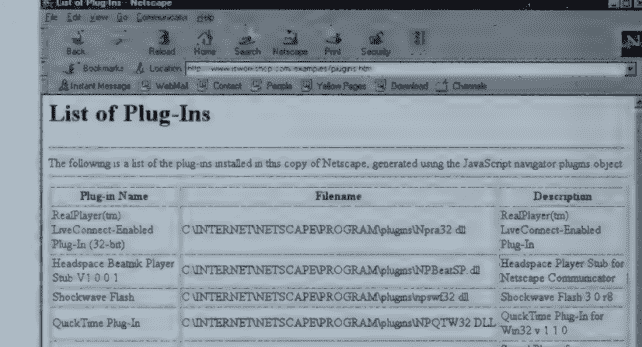 List of Plug-Ins - Netscape
File Edit View Go Communicator Help
Back Reload Home Search Netscape Print Security
Bookmarks Location
Instant Message WebMail Contact People Yellow Pages Download Channels
List of Plug-Ins
The following is a list of the plug-ins installed in this copy of Netscape, generated using the JavaScript navigator plugins object
Plug-in Name Filename Description
RealPlayer(tm)
LiveConnect-Enabled
Plug-In (32-bit)
C:\INTERNET\NETSCAPE\PROGRAM\plugins\Npra32 dll
RealPlayer(tm)
LiveConnect-Enabled
Plug-In
Headspace Beatnik Player
Stub V1 0 0 1
C:\INTERNET\NETSCAPE\PROGRAM\plugins\NPBeatSP dll
Headspace Player Stub for
Netscape Communicator
Shockwave Flash C:\INTERNET\NETSCAPE\PROGRAM\plugins\npswf32 dll Shockwave Flash 3 0 r8
QuickTime Plug-In C:\INTERNET\NETSCAPE\PROGRAM\plugins\NPQTW32 DLL
QuickTime Plug-In for
Win32 v 1 1 0